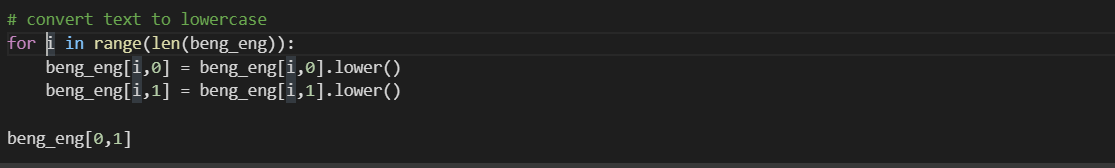 # convert text to lowercase
for i in range(len(beng_eng)):
    beng_eng[i,0] = beng_eng[i,0].lower()
    beng_eng[i,1] = beng_eng[i,1].lower()
beng_eng[0,1]